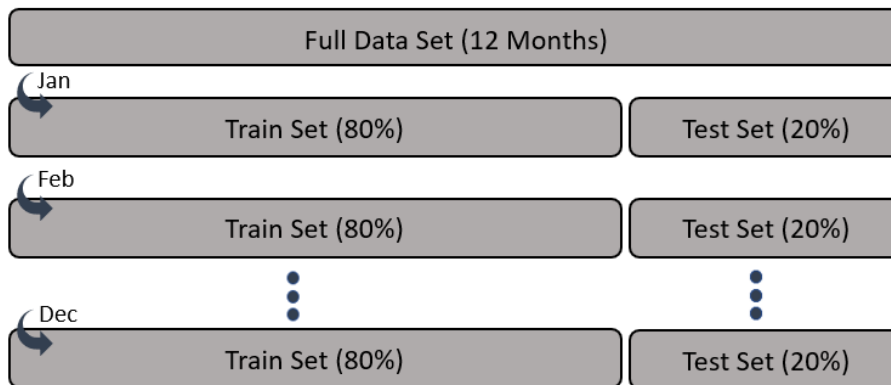 Full Data Set (12 Months)
Jan
Train Set (80%)
Test Set (20%)
Feb
Train Set (80%)
Test Set (20%)
Dec
Train Set (80%)
Test Set (20%)